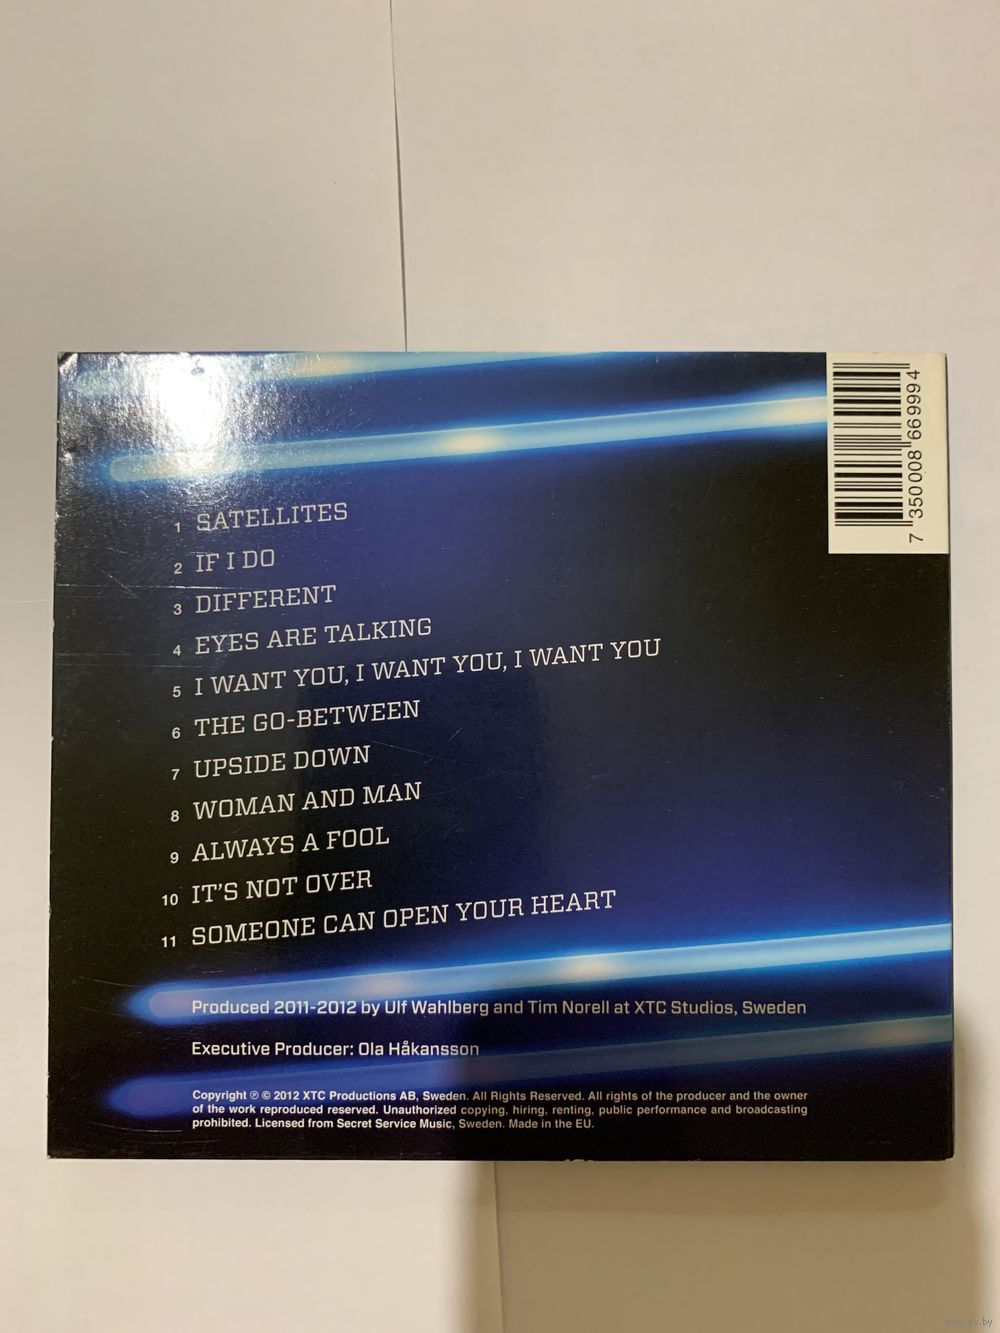 7 350008 669994
1 SATELLITES
2 IF I DO
3 DIFFERENT
4 EYES ARE TALKING
5 I WANT YOU, I WANT YOU, I WANT YOU
6 THE GO-BETWEEN
7 UPSIDE DOWN
8 WOMAN AND MAN
9 ALWAYS A FOOL
10 IT'S NOT OVER
11 SOMEONE CAN OPEN YOUR HEART
Produced 2011-2012 by Ulf Wahlberg and Tim Norell at XTC Studios, Sweden
Executive Producer: Ola Håkansson
Copyright ℗ © 2012 XTC Productions AB, Sweden. All Rights Reserved. All rights of the producer and the owner
of the work reproduced reserved. Unauthorized copying, hiring, renting, public performance and broadcasting
prohibited. Licensed from Secret Service Music, Sweden. Made in the EU.
www.ay.by